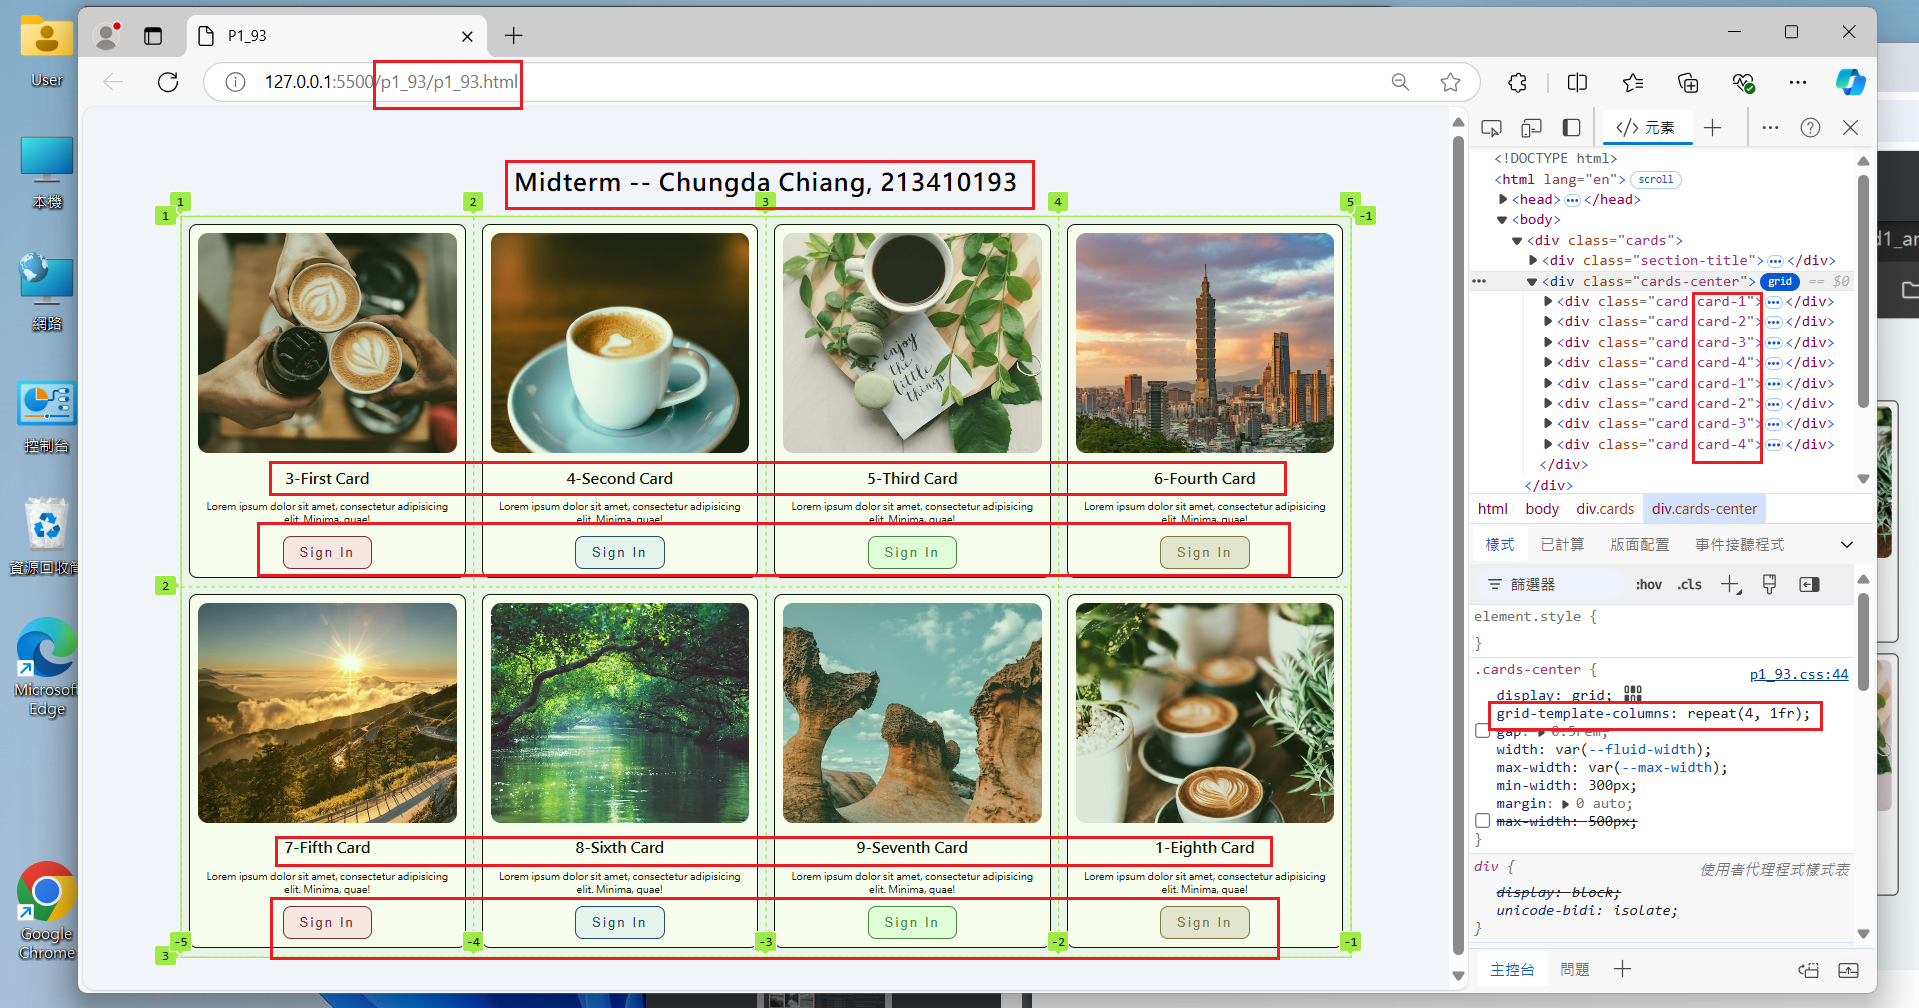 User
本機
網路
控制台
資源回收筒
Microsoft
Edge
Google
Chrome
P1_93
127.0.0.1:5500/p1_93/p1_93.html
Midterm -- Chungda Chiang, 213410193
1 2 3 4 5
1 -1
enjoy
the
little
things
3-First Card
Lorem ipsum dolor sit amet, consectetur adipisicing
elit. Minima, quae!
Sign In
4-Second Card
Lorem ipsum dolor sit amet, consectetur adipisicing
elit. Minima, quae!
Sign In
5-Third Card
Lorem ipsum dolor sit amet, consectetur adipisicing
elit. Minima, quae!
Sign In
6-Fourth Card
Lorem ipsum dolor sit amet, consectetur adipisicing
elit. Minima, quae!
Sign In
2
7-Fifth Card
Lorem ipsum dolor sit amet, consectetur adipisicing
elit. Minima, quae!
Sign In
8-Sixth Card
Lorem ipsum dolor sit amet, consectetur adipisicing
elit. Minima, quae!
Sign In
9-Seventh Card
Lorem ipsum dolor sit amet, consectetur adipisicing
elit. Minima, quae!
Sign In
1-Eighth Card
Lorem ipsum dolor sit amet, consectetur adipisicing
elit. Minima, quae!
Sign In
-5 -4 -3 -2 -1
3
</> 元素
<!DOCTYPE html>
<html lang="en"> scroll
<head> ••• </head>
<body>
<div class="cards">
<div class="section-title"> ••• </div>
<div class="cards-center"> grid == $0
<div class="card card-1"> ••• </div>
<div class="card card-2"> ••• </div>
<div class="card card-3"> ••• </div>
<div class="card card-4"> ••• </div>
<div class="card card-1"> ••• </div>
<div class="card card-2"> ••• </div>
<div class="card card-3"> ••• </div>
<div class="card card-4"> ••• </div>
</div>
</div>
html body div.cards div.cards-center
樣式 已計算 版面配置 事件接聽程式
篩選器 :hov .cls
element.style {
}
.cards-center { p1_93.css:44
display: grid;
grid-template-columns: repeat(4, 1fr);
gap: 0.5rem;
width: var(--fluid-width);
max-width: var(--max-width);
min-width: 300px;
margin: 0 auto;
max-width: 500px;
}
div { 使用者代理程式樣式表
display: block;
unicode-bidi: isolate;
}
主控台 問題